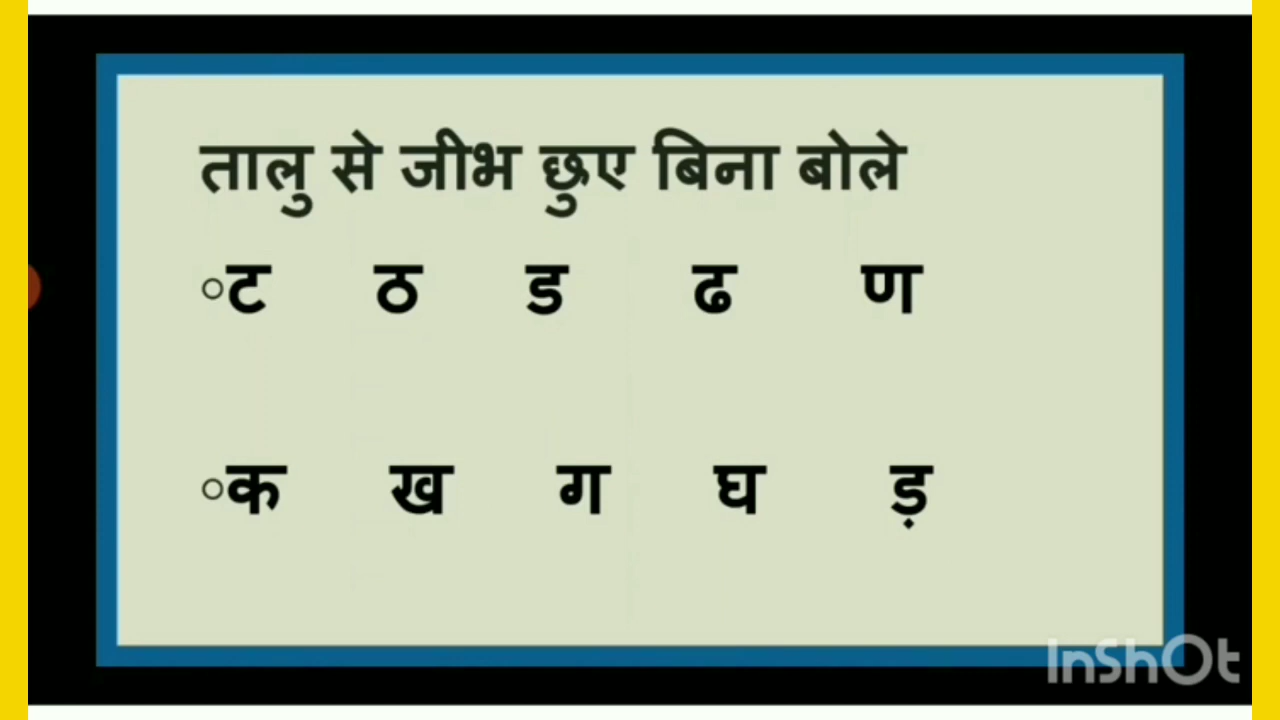 तालु से जीभ छुए बिना बोले
○ट ठ ड ढ ण
○क ख ग घ ड़
InShOt